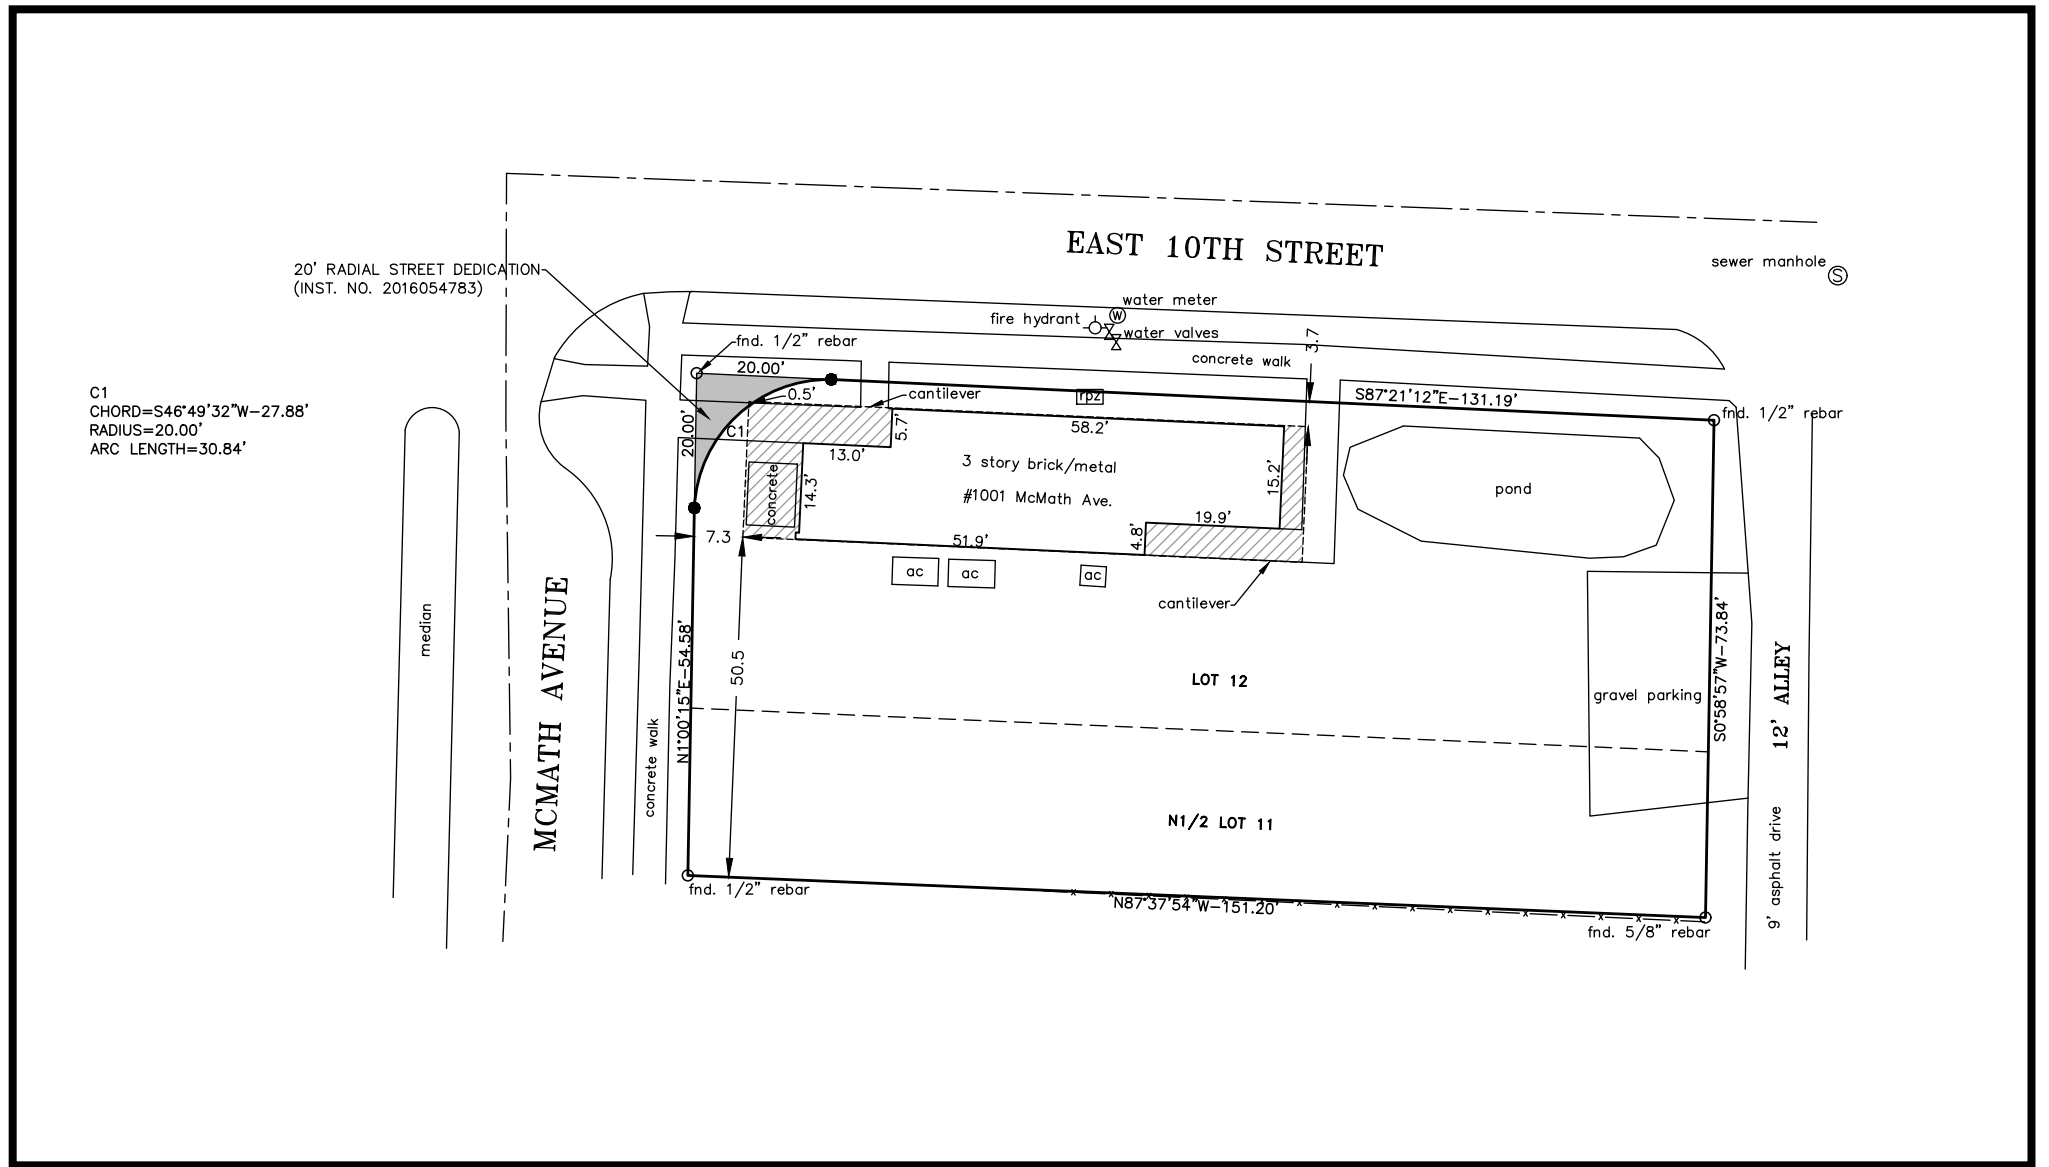 EAST 10TH STREET
sewer manhole
S
20' RADIAL STREET DEDICATION
(INST. NO. 2016054783)
water meter
W
fire hydrant
water valves
fnd. 1/2" rebar
concrete walk
3.7
20.00'
C1
CHORD=S46°49'32"W-27.88'
RADIUS=20.00'
ARC LENGTH=30.84'
0.5'
cantilever
rpz
S87°21'12"E-131.19'
fnd. 1/2" rebar
20.00'
C1
5.7'
58.2'
13.0'
3 story brick/metal
#1001 McMath Ave.
15.2'
pond
concrete
14.3'
19.9'
4.8'
7.3
51.9'
ac
ac
ac
cantilever
median
MCMATH AVENUE
N1°00'15"E-54.58'
50.5
LOT 12
gravel parking
S0°58'57"W-73.84'
12' ALLEY
concrete walk
N1/2 LOT 11
9' asphalt drive
fnd. 1/2" rebar
N87°37'54"W-151.20'
fnd. 5/8" rebar